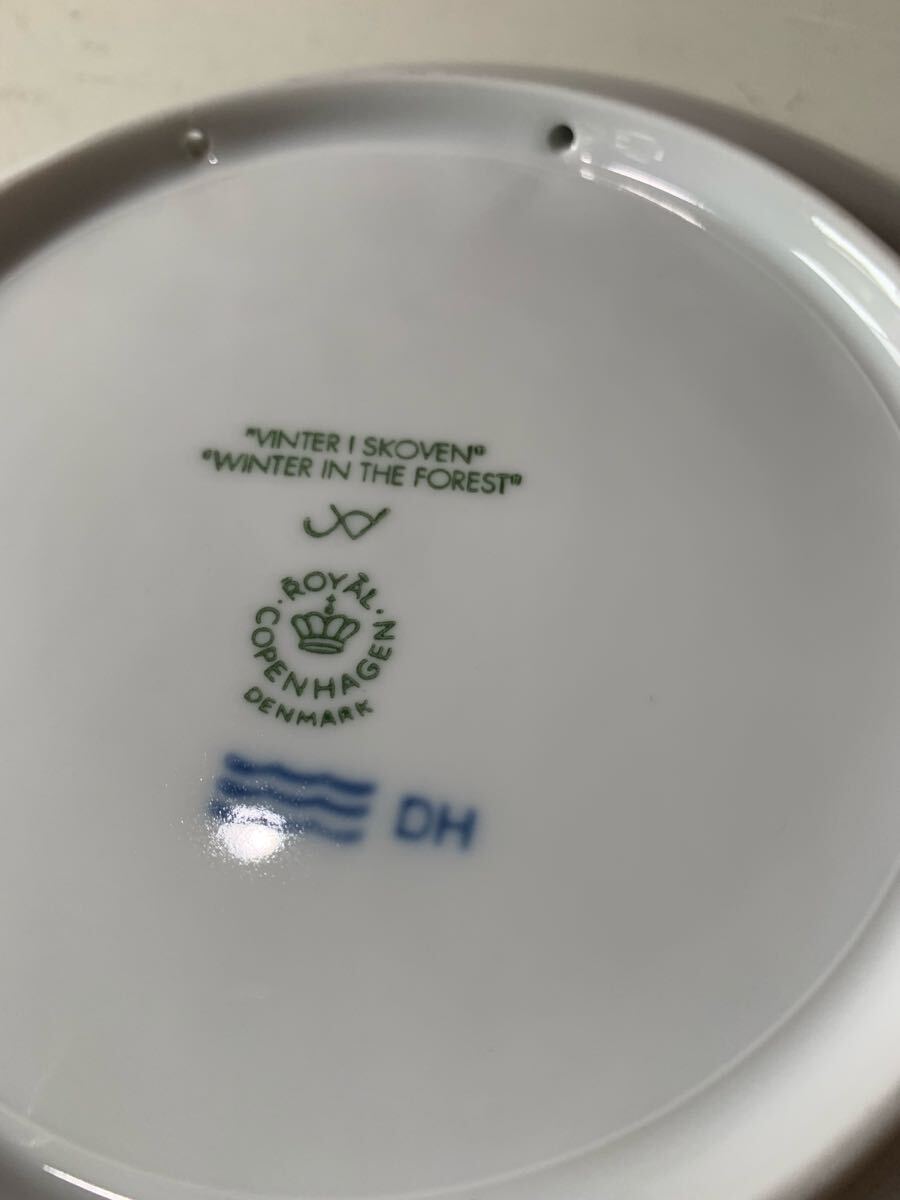 "VINTER I SKOVEN"
"WINTER IN THE FOREST"
· ROYAL ·
COPENHAGEN
DENMARK
DH